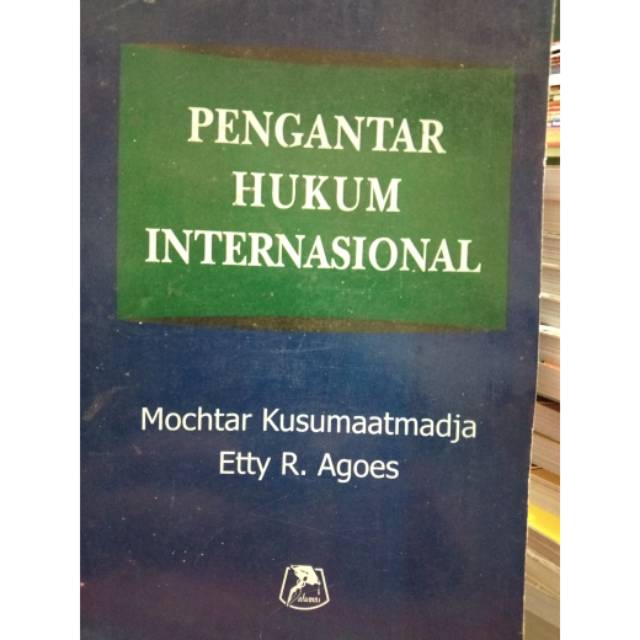 PENGANTAR
HUKUM
INTERNASIONAL
Mochtar Kusumaatmadja
Etty R. Agoes